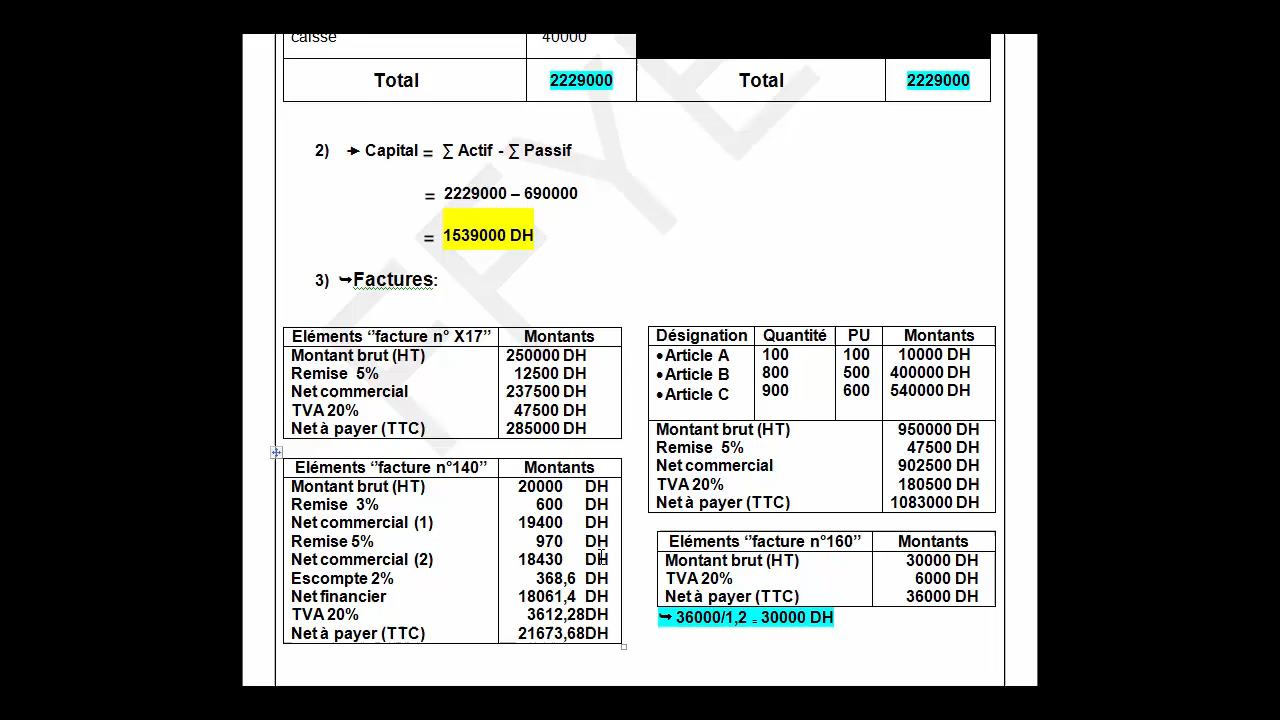 caisse 40000
Total 2229000 Total 2229000
2) ➔ Capital = ∑ Actif - ∑ Passif
= 2229000 – 690000
= 1539000 DH
3) ➥Factures:
Eléments ‘’facture n° X17’’ Montants
Montant brut (HT) 250000 DH
Remise 5% 12500 DH
Net commercial 237500 DH
TVA 20% 47500 DH
Net à payer (TTC) 285000 DH
Eléments ‘’facture n°140’’ Montants
Montant brut (HT) 20000 DH
Remise 3% 600 DH
Net commercial (1) 19400 DH
Remise 5% 970 DH
Net commercial (2) 18430 DH
Escompte 2% 368,6 DH
Net financier 18061,4 DH
TVA 20% 3612,28DH
Net à payer (TTC) 21673,68DH
Désignation Quantité PU Montants
•Article A 100 100 10000 DH
•Article B 800 500 400000 DH
•Article C 900 600 540000 DH
Montant brut (HT) 950000 DH
Remise 5% 47500 DH
Net commercial 902500 DH
TVA 20% 180500 DH
Net à payer (TTC) 1083000 DH
Eléments ‘’facture n°160’’ Montants
Montant brut (HT) 30000 DH
TVA 20% 6000 DH
Net à payer (TTC) 36000 DH
➥ 36000/1,2 = 30000 DH